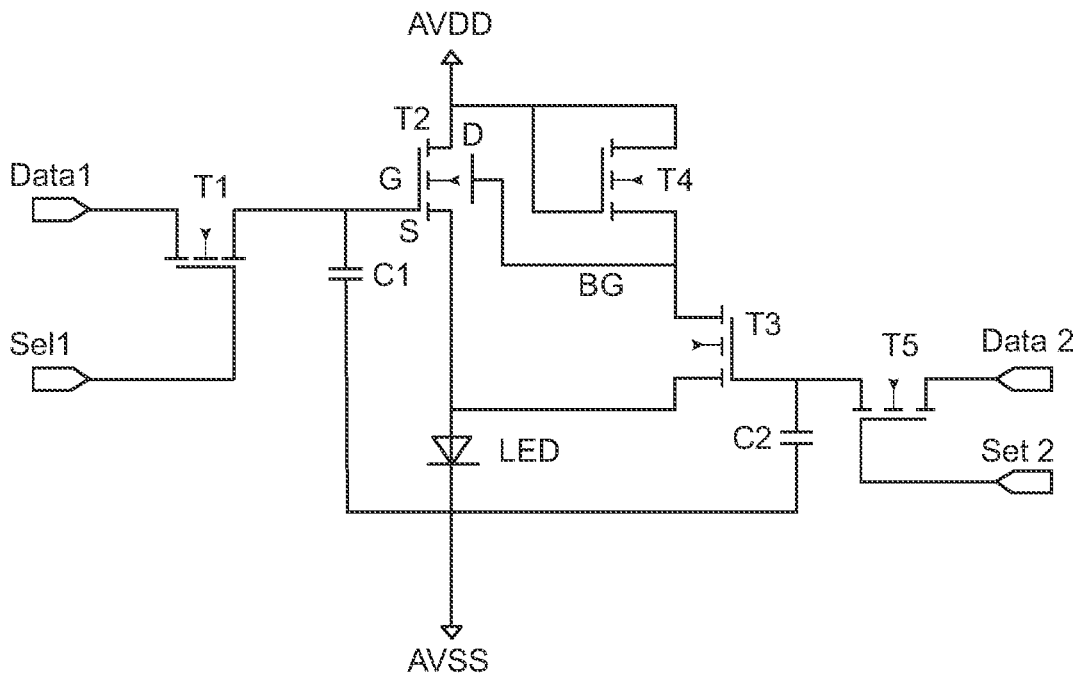 AVDD
T2
D
Data1
T1
G
T4
S
C1
BG
Sel1
T3
T5
Data 2
C2
LED
Set 2
AVSS